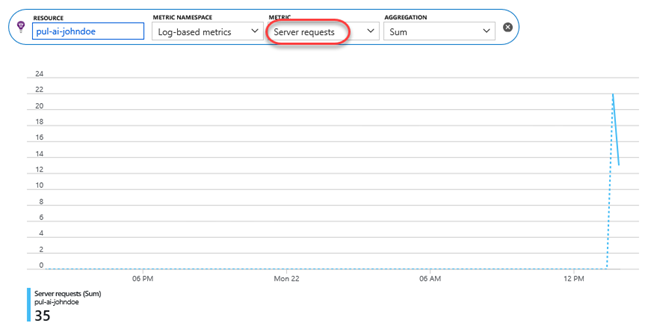 RESOURCE METRIC NAMESPACE METRIC AGGREGATION
pul-ai-johndoe Log-based metrics Server requests Sum
24
22
20
18
16
14
12
10
8
6
4
2
0
06 PM Mon 22 06 AM 12 PM
Server requests (Sum)
pul-ai-johndoe
35